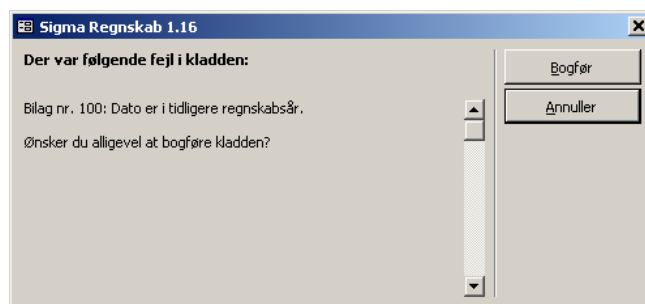 Sigma Regnskab 1.16
Der var følgende fejl i kladden:
Bilag nr. 100: Dato er i tidligere regnskabsår.
Ønsker du alligevel at bogføre kladden?
Bogfør
Annuller